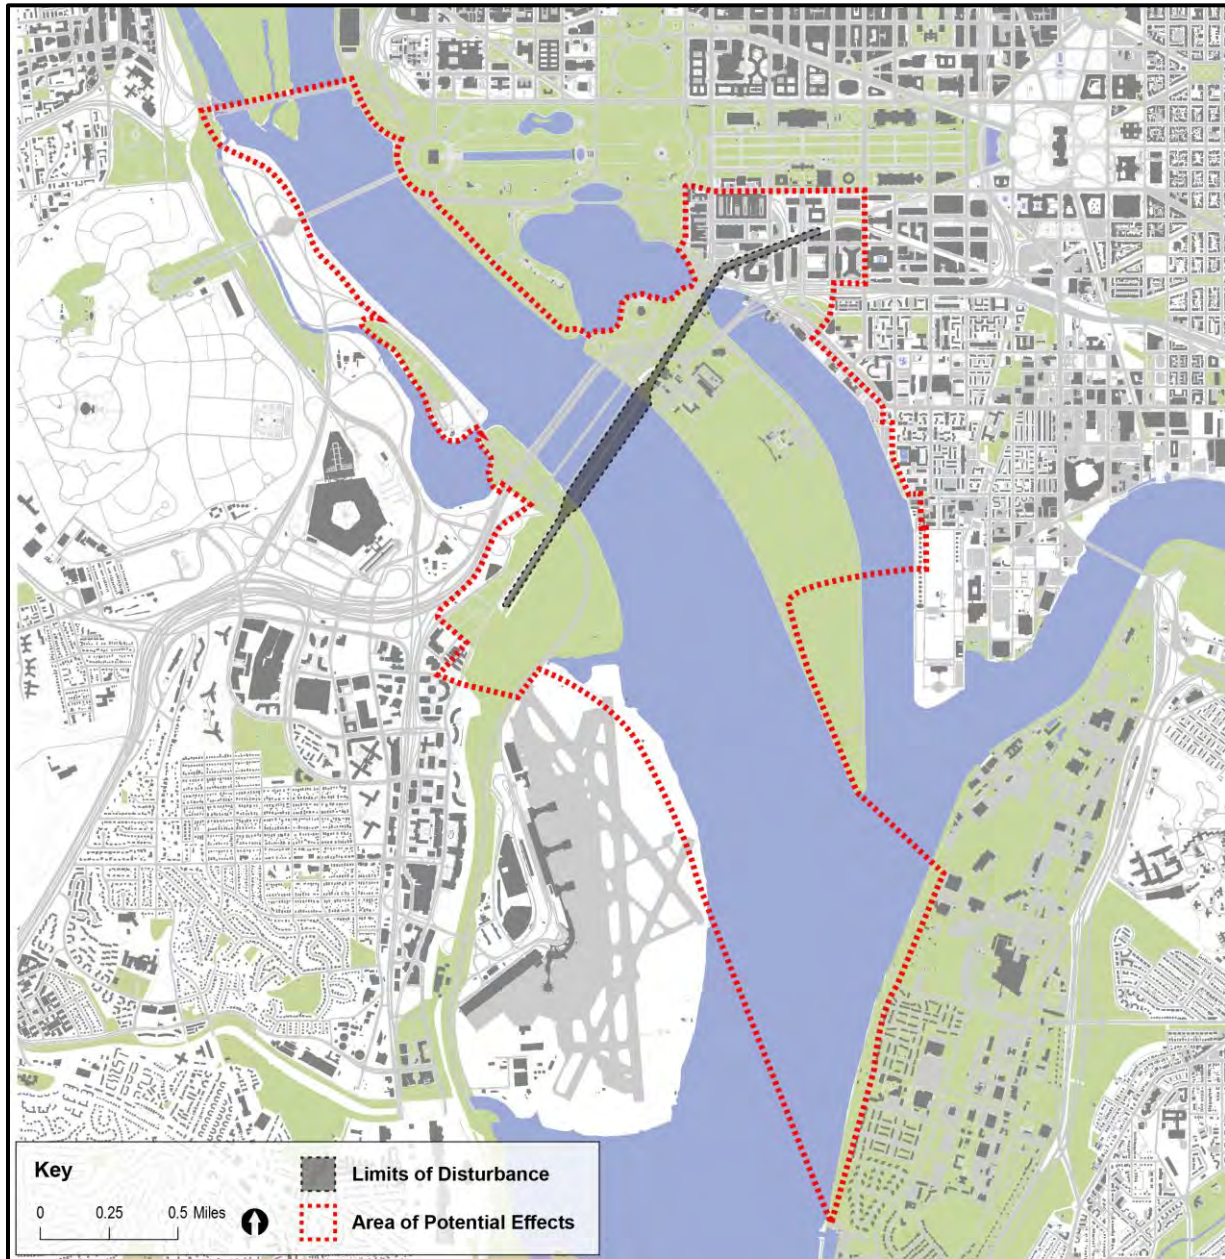 Key
Limits of Disturbance
0 0.25 0.5 Miles
Area of Potential Effects